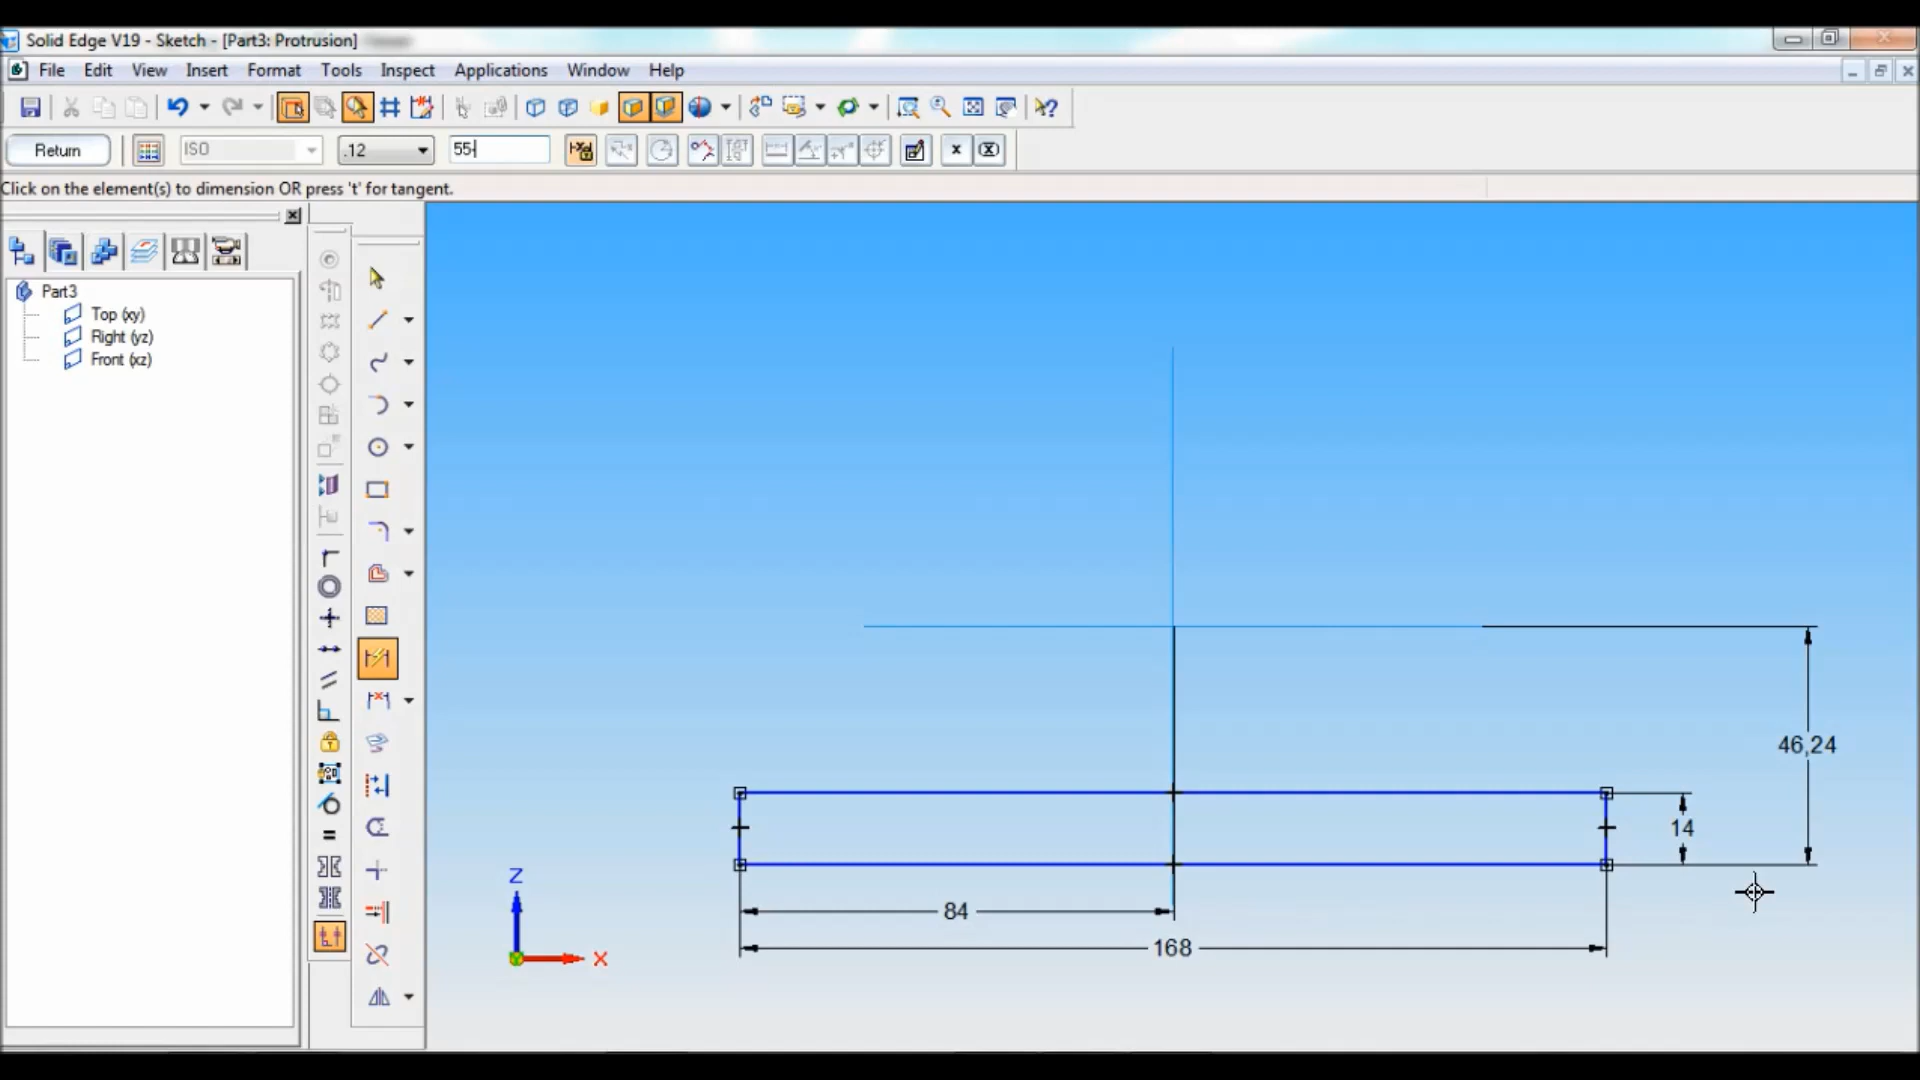 Solid Edge V19 - Sketch - [Part3: Protrusion]
File Edit View Insert Format Tools Inspect Applications Window Help
Return ISO .12 55
Click on the element(s) to dimension OR press 't' for tangent.
Part3
Top (xy)
Right (yz)
Front (xz)
46,24
14
84
168
Z
X